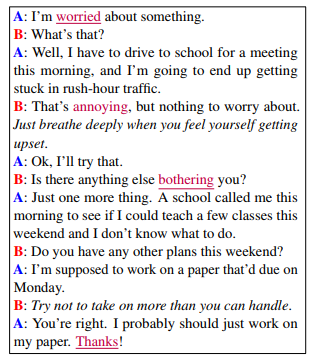 A: I'm worried about something.
B: What's that?
A: Well, I have to drive to school for a meeting
this morning, and I'm going to end up getting
stuck in rush-hour traffic.
B: That's annoying, but nothing to worry about.
Just breathe deeply when you feel yourself getting
upset.
A: Ok, I'll try that.
B: Is there anything else bothering you?
A: Just one more thing. A school called me this
morning to see if I could teach a few classes this
weekend and I don't know what to do.
B: Do you have any other plans this weekend?
A: I'm supposed to work on a paper that'd due on
Monday.
B: Try not to take on more than you can handle.
A: You're right. I probably should just work on
my paper. Thanks!